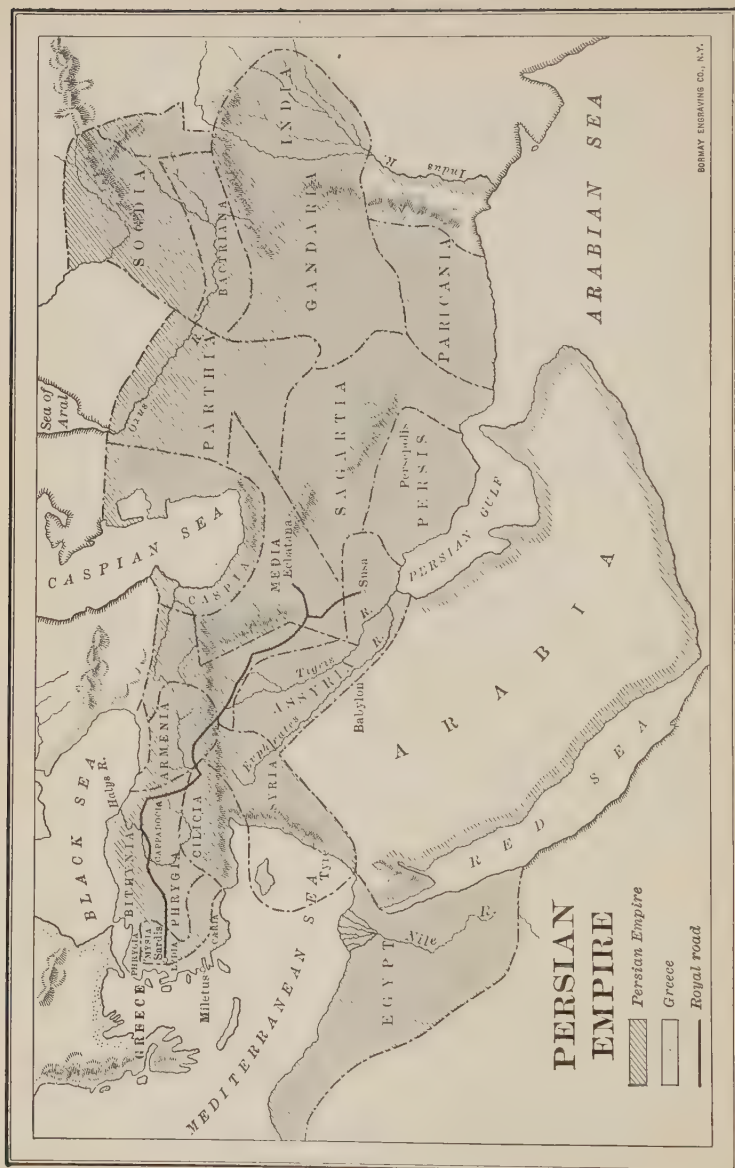 PERSIAN
EMPIRE
Persian Empire
Greece
Royal road
BLACK SEA
Halys R.
CASPIAN SEA
Sea of
Aral
Oxus
R.
SOGDIA
BACTRIANA
INDIA
GANDARIA
PARTHIA
PARICANIA
SAGARTIA
Persepolis
PERSIS
R.
Indus
ARABIAN SEA
PERSIAN GULF
MEDIA
Ecbatana
CASPIA
Susa
Tigris
R.
ASSYRIA
Euphrates
R.
Babylon
ARMENIA
SYRIA
CILICIA
CAPPADOCIA
BITHYNIA
PHRYGIA
PHRYGIA
MYSIA
Sardis
LYDIA
CARIA
Miletus
GREECE
MEDITERRANEAN SEA
Tyre
ARABIA
RED SEA
EGYPT
Nile
R.
BORMAY ENGRAVING CO., N.Y.